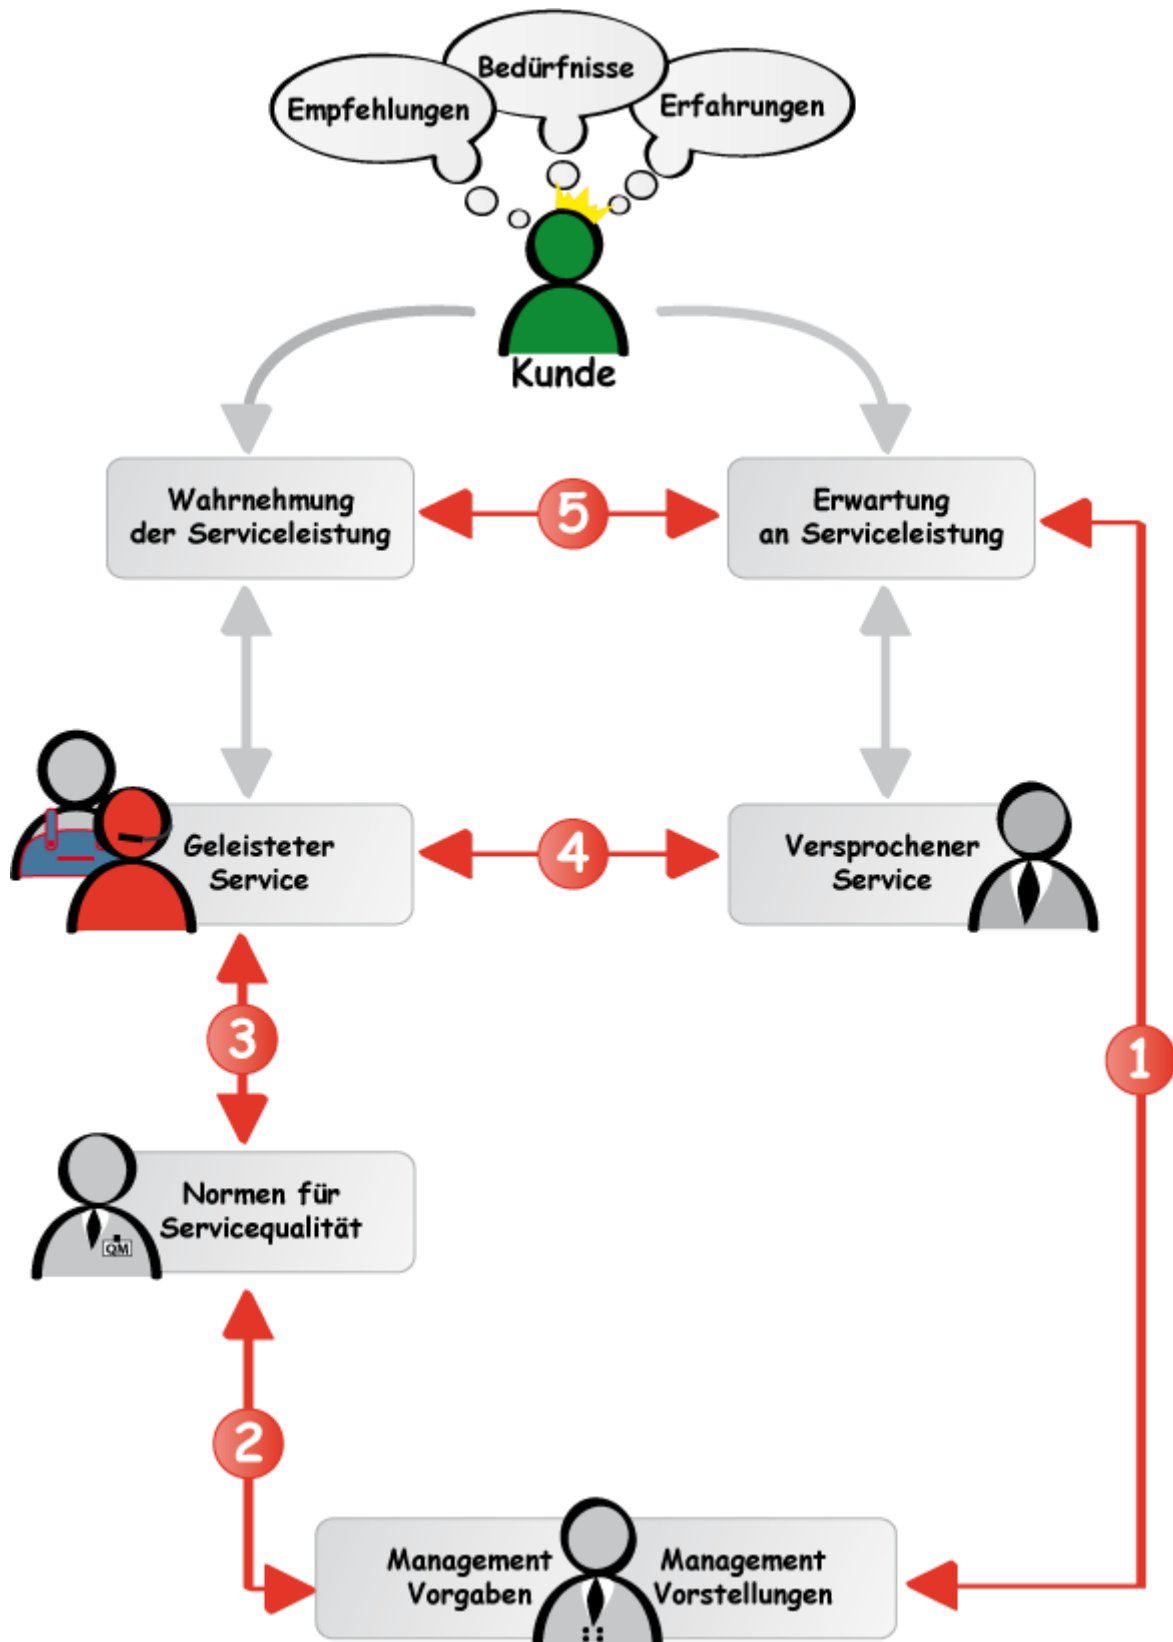 Bedürfnisse
Empfehlungen
Erfahrungen
Kunde
Wahrnehmung
der Serviceleistung
5
Erwartung
an Serviceleistung
Geleisteter
Service
4
Versprochener
Service
3
1
Normen für
Servicequalität
QM
2
Management
Vorgaben
Management
Vorstellungen